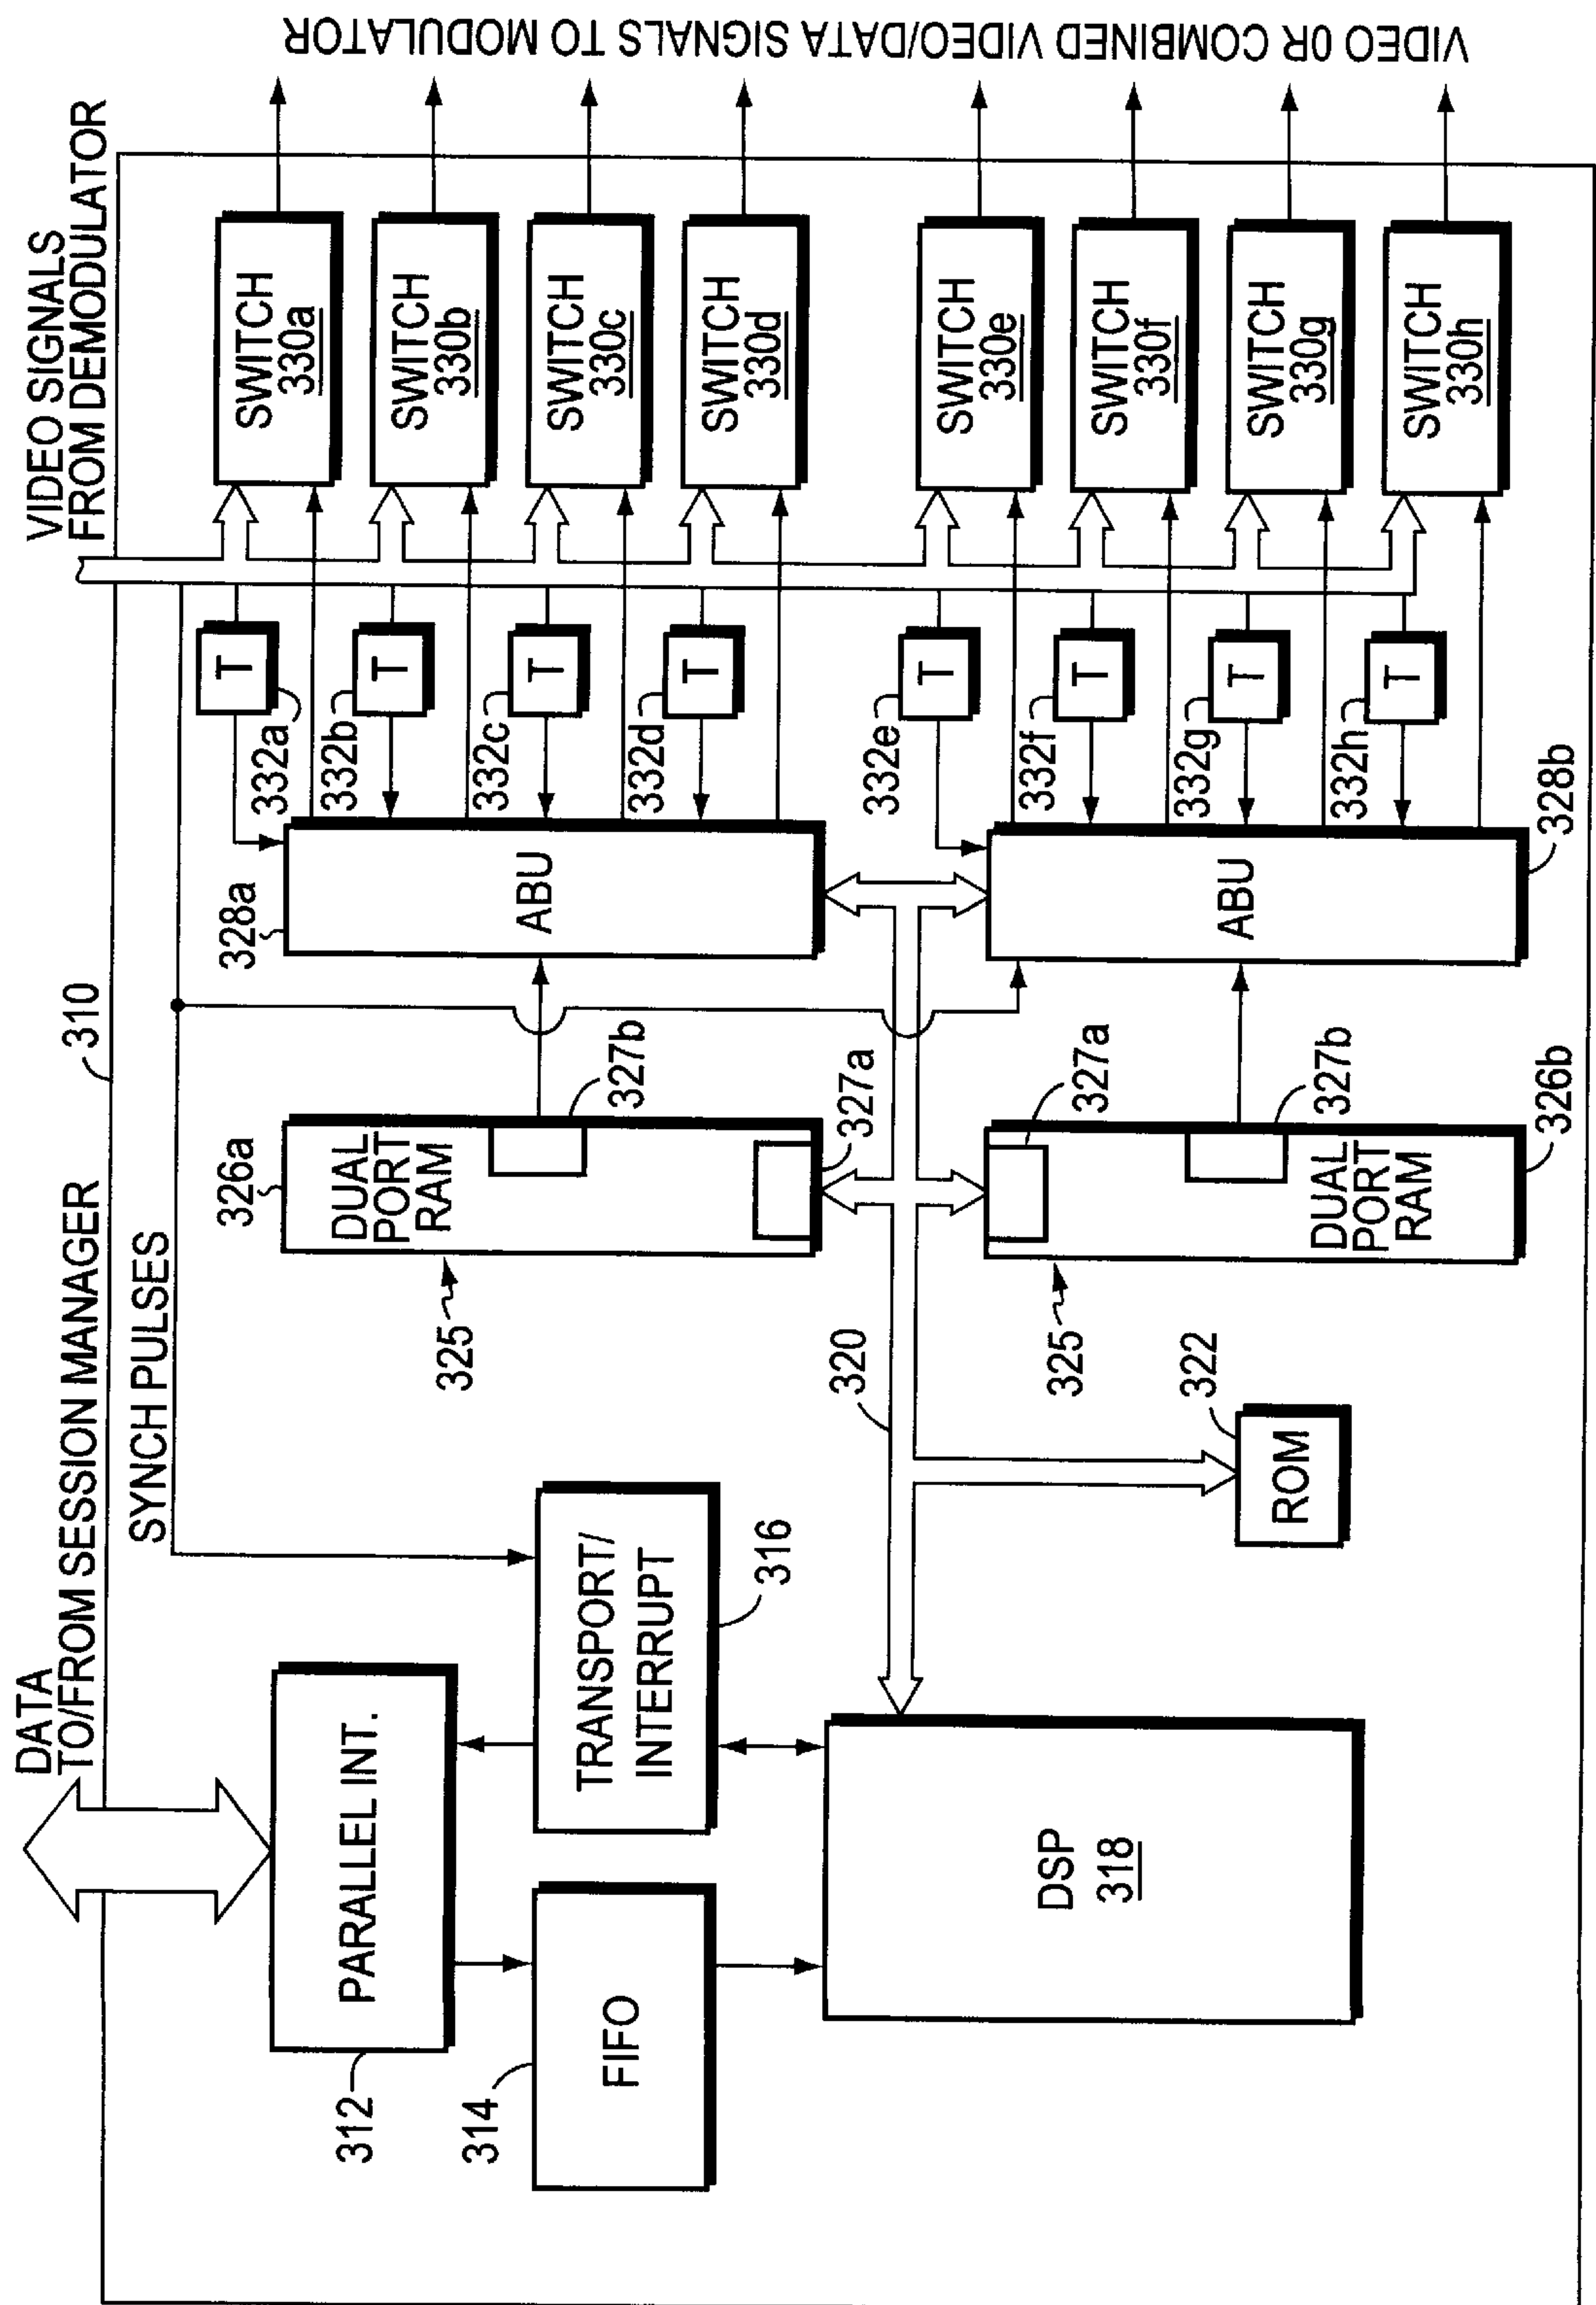 DATA
TO/FROM SESSION MANAGER
310
VIDEO SIGNALS
FROM DEMODULATOR
SYNCH PULSES
PARALLEL INT.
312
FIFO
314
TRANSPORT/
INTERRUPT
316
DSP
318
320
ROM
322
325
326a
DUAL
PORT
RAM
327b
327a
325
327a
327b
DUAL
PORT
RAM
326b
328a
ABU
ABU
328b
T
332a
T
332b
T
332c
T
332d
T
332e
T
332f
T
332g
T
332h
SWITCH
330a
SWITCH
330b
SWITCH
330c
SWITCH
330d
SWITCH
330e
SWITCH
330f
SWITCH
330g
SWITCH
330h
VIDEO OR COMBINED VIDEO/DATA SIGNALS TO MODULATOR